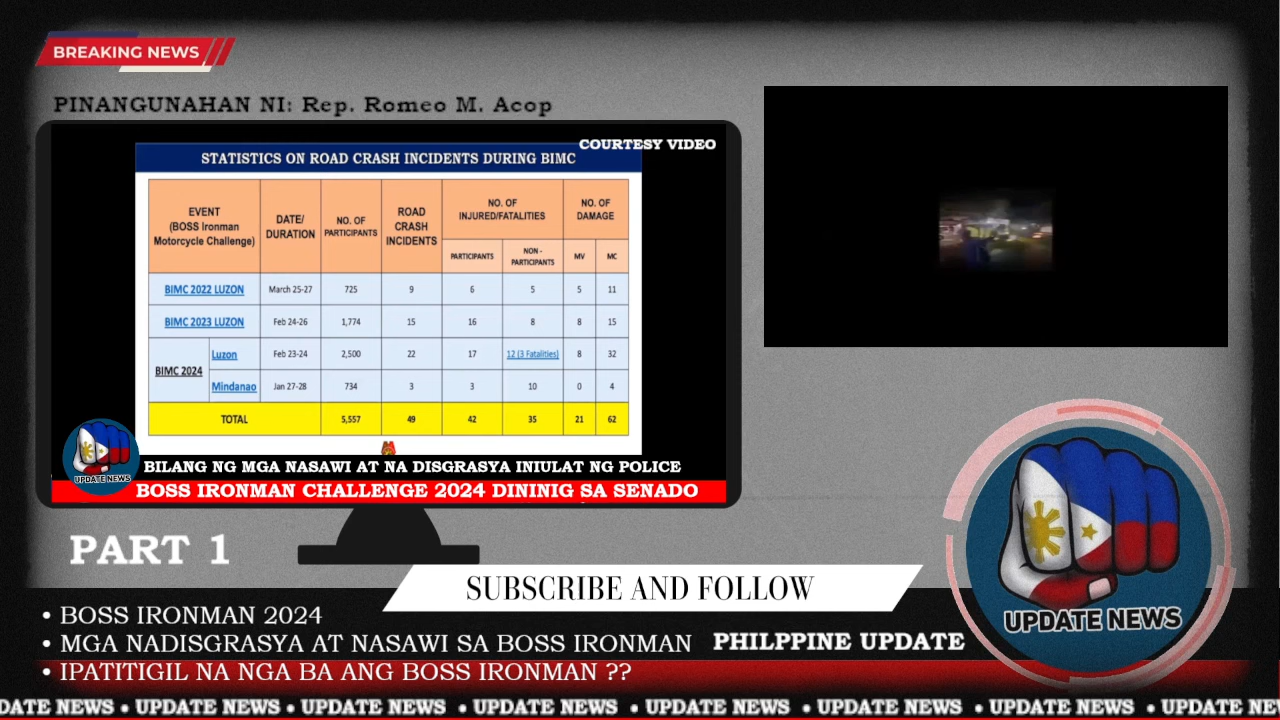 BREAKING NEWS
PINANGUNAHAN NI: Rep. Romeo M. Acop
COURTESY VIDEO
STATISTICS ON ROAD CRASH INCIDENTS DURING BIMC
EVENT (BOSS Ironman Motorcycle Challenge) DATE/ DURATION NO. OF PARTICIPANTS ROAD CRASH INCIDENTS NO. OF INJURED/FATALITIES NO. OF DAMAGE
PARTICIPANTS NON - PARTICIPANTS MV MC
BIMC 2022 LUZON March 25-27 725 9 6 5 5 11
BIMC 2023 LUZON Feb 24-26 1,774 15 16 8 8 15
BIMC 2024 Luzon Feb 23-24 2,500 22 17 12 (3 Fatalities) 8 32
Mindanao Jan 27-28 734 3 3 10 0 4
TOTAL 5,557 49 42 35 21 62
UPDATE NEWS
BILANG NG MGA NASAWI AT NA DISGRASYA INIULAT NG POLICE
BOSS IRONMAN CHALLENGE 2024 DININIG SA SENADO
PART 1
SUBSCRIBE AND FOLLOW
• BOSS IRONMAN 2024
• MGA NADISGRASYA AT NASAWI SA BOSS IRONMAN
• IPATITIGIL NA NGA BA ANG BOSS IRONMAN ??
PHILPPINE UPDATE
UPDATE NEWS
DATE NEWS • UPDATE NEWS • UPDATE NEWS • UPDATE NEWS • UPDATE NEWS • UPDATE NEWS • UPDATE NEWS • UPDATE NE